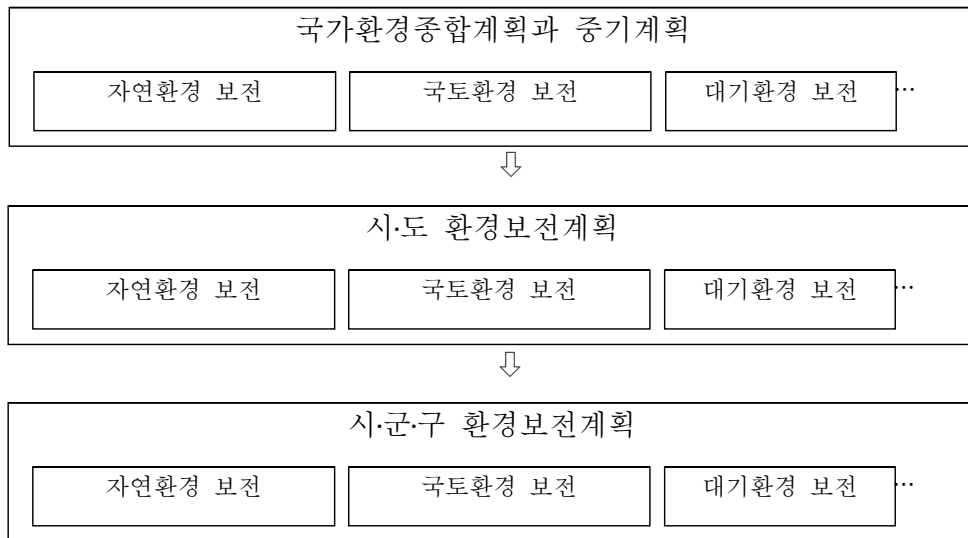 국가환경종합계획과 중기계획
자연환경 보전 국토환경 보전 대기환경 보전 …
⇩
시·도 환경보전계획
자연환경 보전 국토환경 보전 대기환경 보전 …
⇩
시·군·구 환경보전계획
자연환경 보전 국토환경 보전 대기환경 보전 …